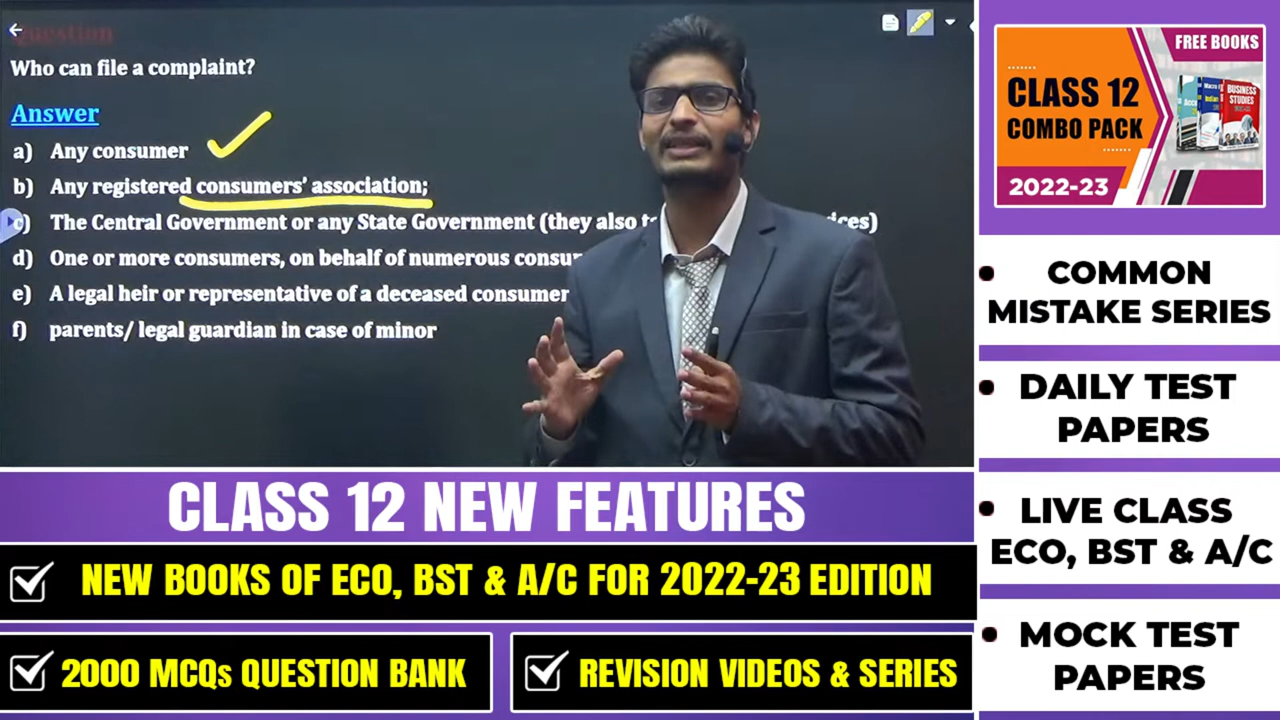 Question
Who can file a complaint?
Answer
a) Any consumer
b) Any registered consumers' association;
c) The Central Government or any State Government (they also
d) One or more consumers, on behalf of numerous
e) A legal heir or representative of a deceased consumer
f) parents/ legal guardian in case of minor
FREE BOOKS
CLASS 12
COMBO PACK
BUSINESS
STUDIES
2022-23
• COMMON
MISTAKE SERIES
• DAILY TEST
PAPERS
• LIVE CLASS
ECO, BST & A/C
• MOCK TEST
PAPERS
CLASS 12 NEW FEATURES
NEW BOOKS OF ECO, BST & A/C FOR 2022-23 EDITION
2000 MCQs QUESTION BANK
REVISION VIDEOS & SERIES